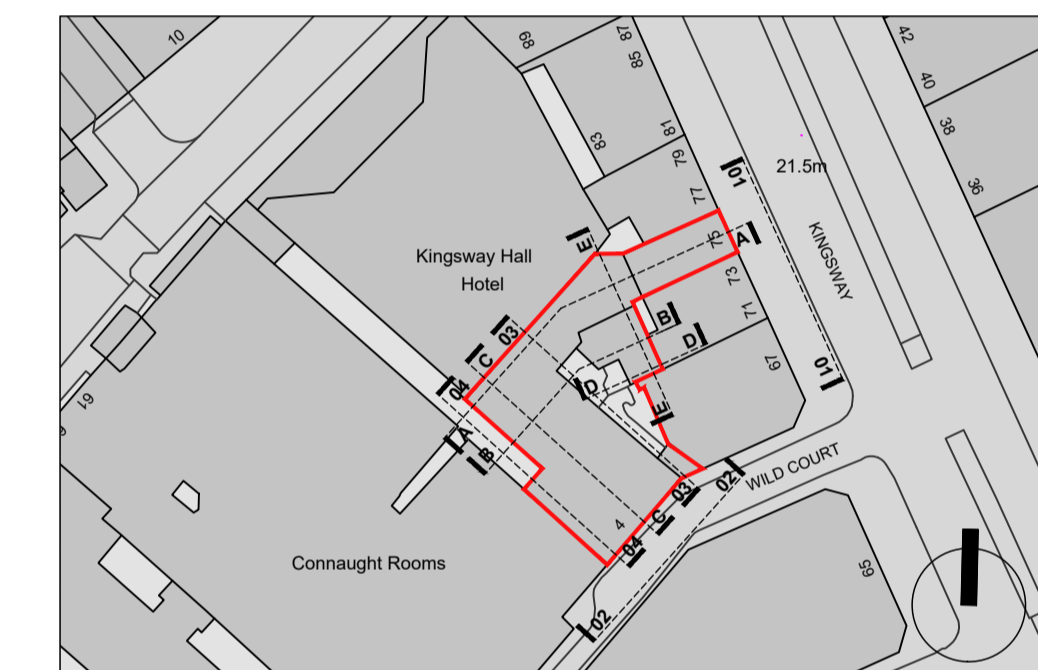 10
89
87
85
42
40
38
36
83
81
79
77
75
73
71
67
01
21.5m
KINGSWAY
A
E
Kingsway Hall
Hotel
B
D
03
C
04
D
E
01
61
A
B
WILD COURT
02
03
C
4
04
Connaught Rooms
65
02